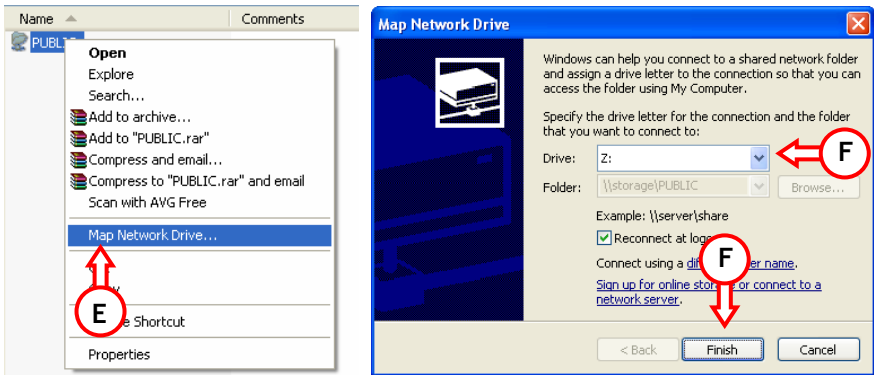 Name Comments
PUBLIC
Open
Explore
Search...
Add to archive...
Add to "PUBLIC.rar"
Compress and email...
Compress to "PUBLIC.rar" and email
Scan with AVG Free
Map Network Drive...
E
Shortcut
Properties
Map Network Drive
Windows can help you connect to a shared network folder
and assign a drive letter to the connection so that you can
access the folder using My Computer.
Specify the drive letter for the connection and the folder
that you want to connect to:
Drive: Z:
F
Folder: \\storage\PUBLIC Browse...
Example: \\server\share
Reconnect at
F
Connect using a name.
Sign up for online or connect to a
network server.
< Back Finish Cancel